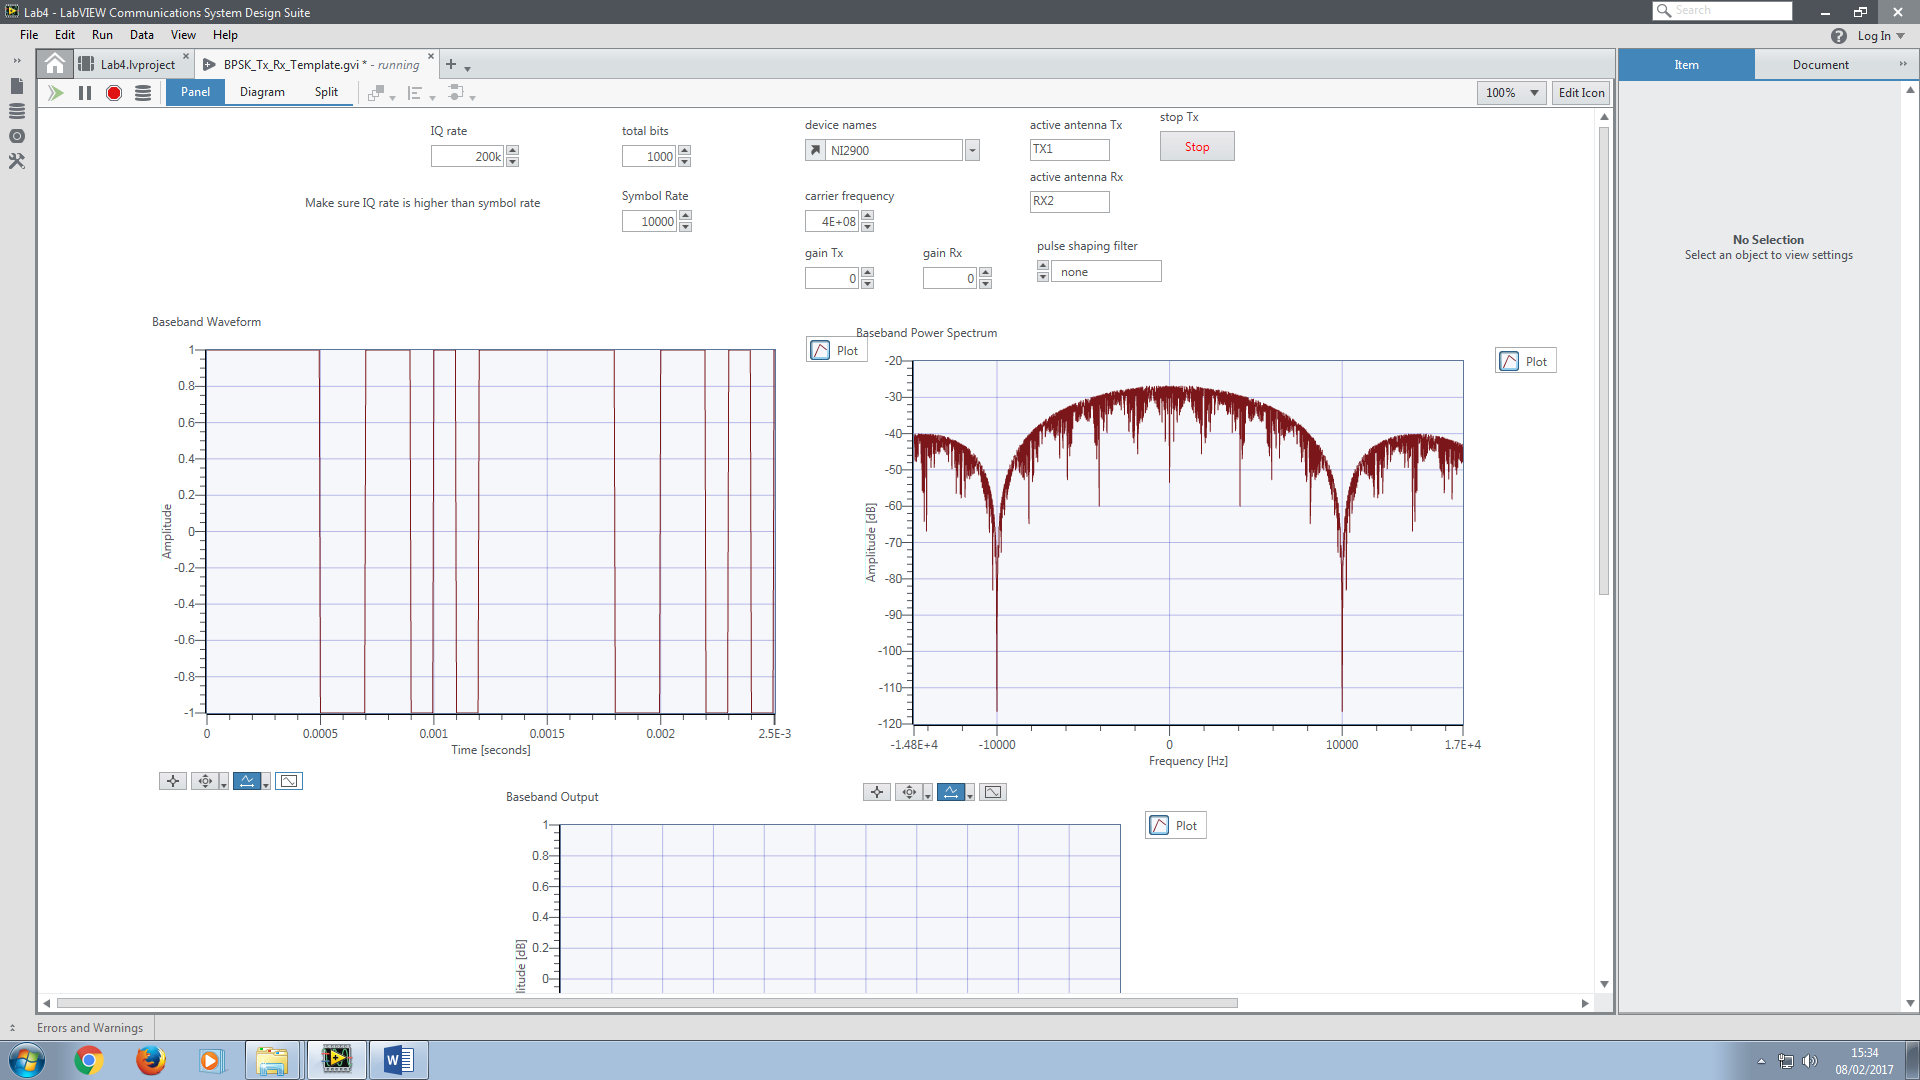 Lab4 - LabVIEW Communications System Design Suite
Search
File Edit Run Data View Help
Log In
Lab4.lvproject
BPSK_Tx_Rx_Template.gvi * - running
Item
Document
Panel Diagram Split
100%
Edit Icon
IQ rate
200k
total bits
1000
device names
NI2900
active antenna Tx
TX1
stop Tx
Stop
active antenna Rx
RX2
Make sure IQ rate is higher than symbol rate
Symbol Rate
10000
carrier frequency
4E+08
gain Tx
0
gain Rx
0
pulse shaping filter
none
No Selection
Select an object to view settings
Baseband Waveform
Plot
1
0.8
0.6
0.4
0.2
0
-0.2
-0.4
-0.6
-0.8
-1
Amplitude
0 0.0005 0.001 0.0015 0.002 2.5E-3
Time [seconds]
Baseband Power Spectrum
Plot
-20
-30
-40
-50
-60
-70
-80
-90
-100
-110
-120
Amplitude [dB]
-1.48E+4 -10000 0 10000 1.7E+4
Frequency [Hz]
Baseband Output
Plot
1
0.8
0.6
0.4
0.2
0
litude [dB]
Errors and Warnings
15:34
08/02/2017